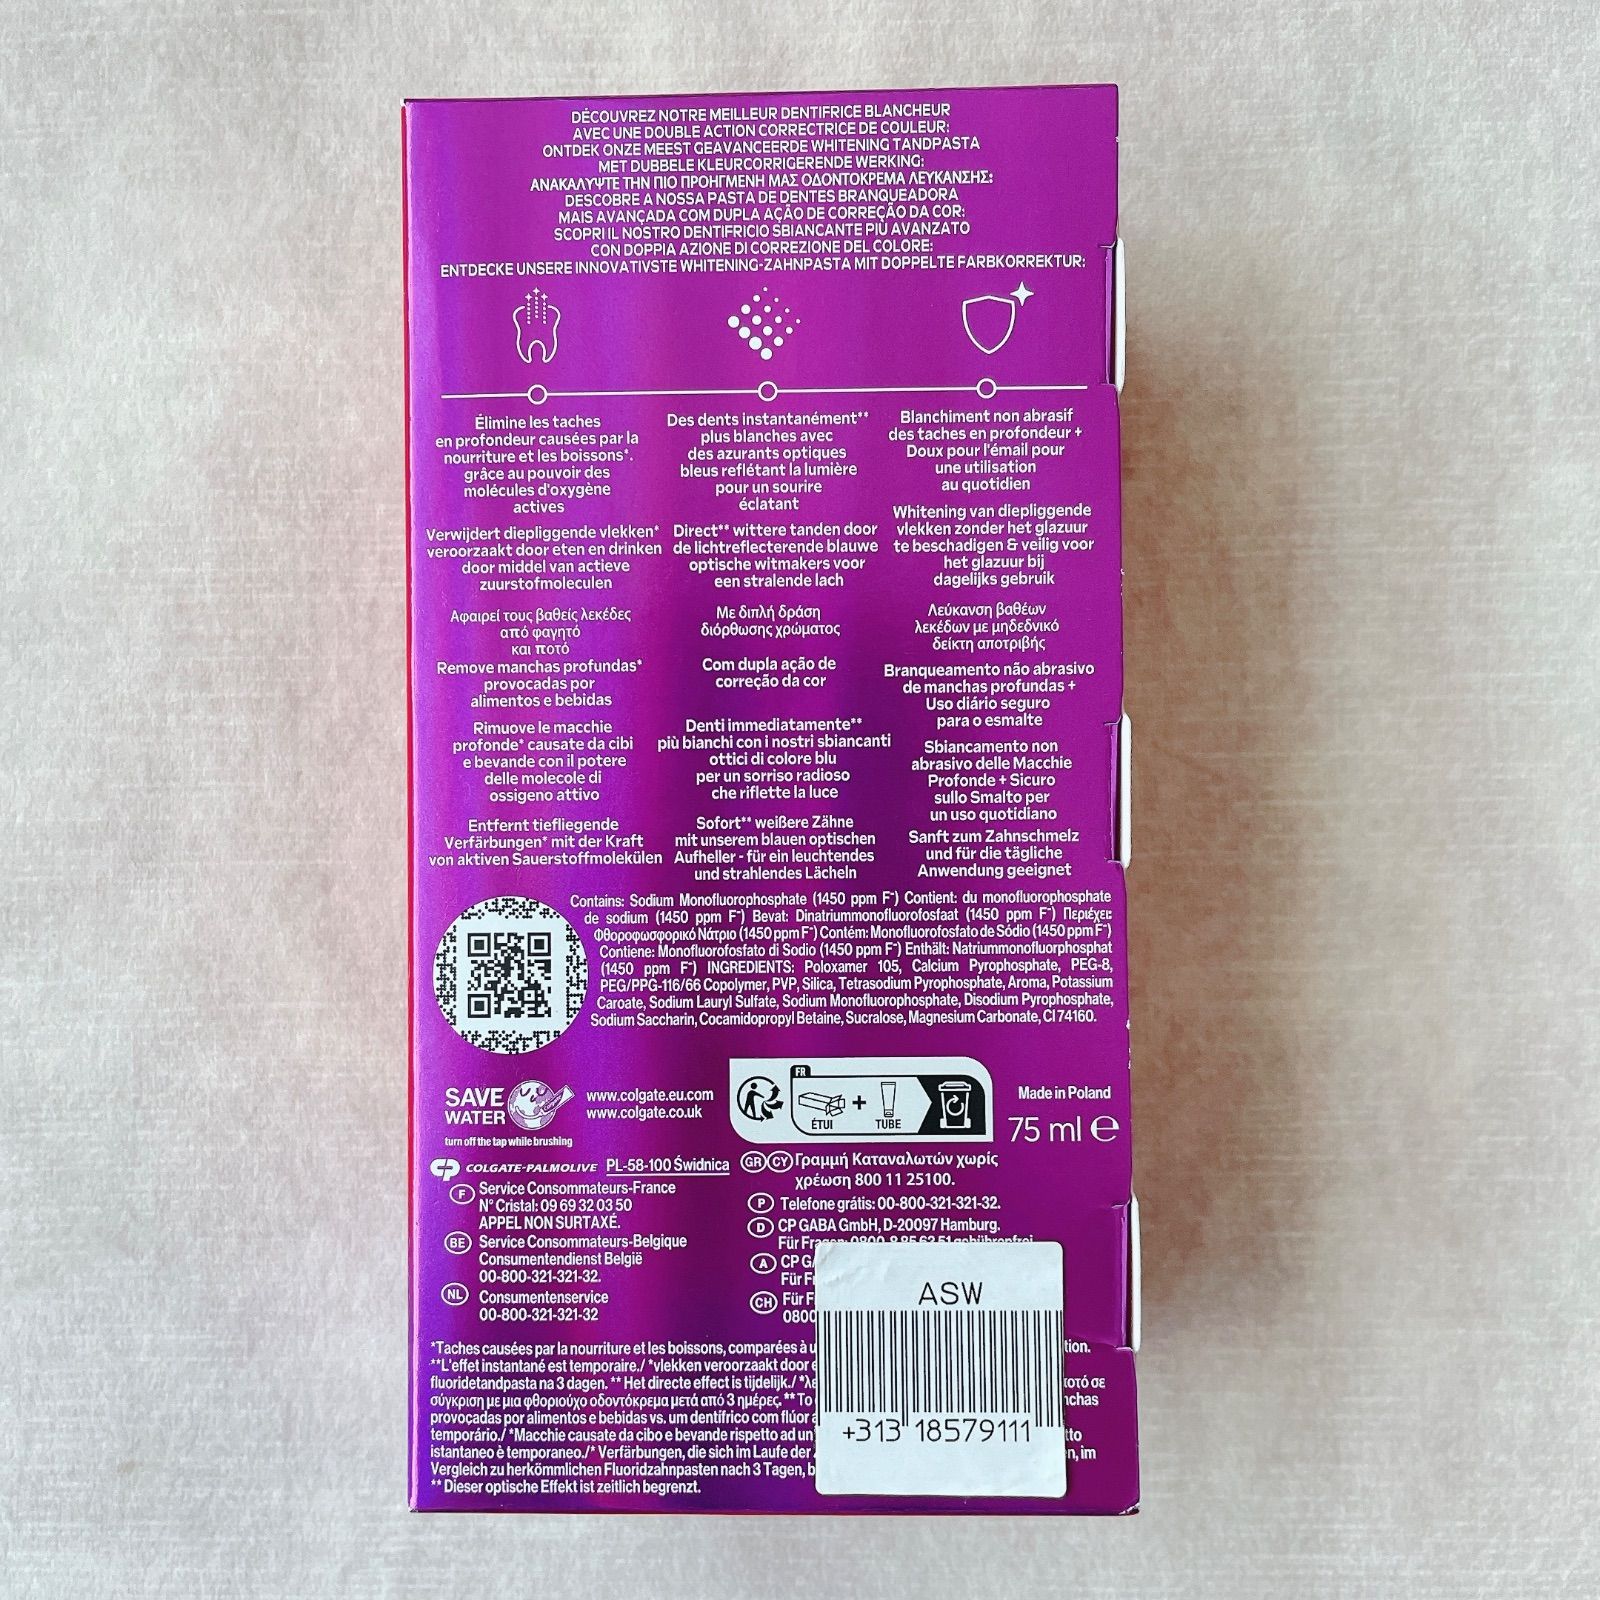 DÉCOUVREZ NOTRE MEILLEUR DENTIFRICE BLANCHEUR
AVEC UNE DOUBLE ACTION CORRECTRICE DE COULEUR:
ONTDEK ONZE MEEST GEAVANCEERDE WHITENING TANDPASTA
MET DUBBELE KLEURCORRIGERENDE WERKING:
ΑΝΑΚΑΛΥΨΤΕ ΤΗΝ ΠΙΟ ΠΡΟΗΓΜΕΝΗ ΜΑΣ ΟΔΟΝΤΟΚΡΕΜΑ ΛΕΥΚΑΝΣΗΣ:
DESCOBRE A NOSSA PASTA DE DENTES BRANQUEADORA
MAIS AVANÇADA COM DUPLA AÇÃO DE CORREÇÃO DA COR:
SCOPRI IL NOSTRO DENTIFRICIO SBIANCANTE PIÙ AVANZATO
CON DOPPIA AZIONE DI CORREZIONE DEL COLORE:
ENTDECKE UNSERE INNOVATIVSTE WHITENING-ZAHNPASTA MIT DOPPELTE FARBKORREKTUR:
Élimine les taches
en profondeur causées par la
nourriture et les boissons*.
grâce au pouvoir des
molécules d'oxygène
actives
Verwijdert diepliggende vlekken*
veroorzaakt door eten en drinken
door middel van actieve
zuurstofmoleculen
Αφαιρεί τους βαθείς λεκέδες
από φαγητό
και ποτό
Remove manchas profundas*
provocadas por
alimentos e bebidas
Rimuove le macchie
profonde* causate da cibi
e bevande con il potere
delle molecole di
ossigeno attivo
Entfernt tiefliegende
Verfärbungen* mit der Kraft
von aktiven Sauerstoffmolekülen
Des dents instantanément**
plus blanches avec
des azurants optiques
bleus reflétant la lumière
pour un sourire
éclatant
Direct** wittere tanden door
de lichtreflecterende blauwe
optische witmakers voor
een stralende lach
Με διπλή δράση
διόρθωσης χρώματος
Com dupla ação de
correção da cor
Denti immediatamente**
più bianchi con i nostri sbiancanti
ottici di colore blu
per un sorriso radioso
che riflette la luce
Sofort** weißere Zähne
mit unserem blauen optischen
Aufheller - für ein leuchtendes
und strahlendes Lächeln
Blanchiment non abrasif
des taches en profondeur +
Doux pour l'émail pour
une utilisation
au quotidien
Whitening van diepliggende
vlekken zonder het glazuur
te beschadigen & veilig voor
het glazuur bij
dagelijks gebruik
Λεύκανση βαθέων
λεκέδων με μηδεδνικό
δείκτη αποτριβής
Branqueamento não abrasivo
de manchas profundas +
Uso diário seguro
para o esmalte
Sbiancamento non
abrasivo delle Macchie
Profonde + Sicuro
sullo Smalto per
un uso quotidiano
Sanft zum Zahnschmelz
und für die tägliche
Anwendung geeignet
Contains: Sodium Monofluorophosphate (1450 ppm F⁻) Contient: du monofluorophosphate
de sodium (1450 ppm F⁻) Bevat: Dinatriummonofluorofosfaat (1450 ppm F⁻) Περιέχει:
Φθοροφωσφορικό Νάτριο (1450 ppm F⁻) Contém: Monofluorofosfato de Sódio (1450 ppm F⁻)
Contiene: Monofluorofosfato di Sodio (1450 ppm F⁻) Enthält: Natriummonofluorphosphat
(1450 ppm F⁻) INGREDIENTS: Poloxamer 105, Calcium Pyrophosphate, PEG-8,
PEG/PPG-116/66 Copolymer, PVP, Silica, Tetrasodium Pyrophosphate, Aroma, Potassium
Caroate, Sodium Lauryl Sulfate, Sodium Monofluorophosphate, Disodium Pyrophosphate,
Sodium Saccharin, Cocamidopropyl Betaine, Sucralose, Magnesium Carbonate, CI 74160.
SAVE
WATER
turn off the tap while brushing
www.colgate.eu.com
www.colgate.co.uk
FR
ÉTUI + TUBE
Made in Poland
75 ml e
COLGATE-PALMOLIVE PL-58-100 Świdnica
F Service Consommateurs-France
N° Cristal: 09 69 32 03 50
APPEL NON SURTAXÉ.
BE Service Consommateurs-Belgique
Consumentendienst België
00-800-321-321-32.
NL Consumentenservice
00-800-321-321-32
GR CY Γραμμή Καταναλωτών χωρίς
χρέωση 800 11 25100.
P Telefone grátis: 00-800-321-321-32.
D CP GABA GmbH, D-20097 Hamburg.
Für Fragen: 0800-8 85 63 51 gebührenfrei
A CP G
Für F
CH Für F
0800
ASW
+313 18579111
*Taches causées par la nourriture et les boissons, comparées à tion.
**L'effet instantané est temporaire./ *vlekken veroorzaakt door
fluoridetandpasta na 3 dagen. ** Het directe effect is tijdelijk./ ποτό σε
σύγκριση με μια φθοριούχο οδοντόκρεμα μετά από 3 ημέρες. ** Το nchas
provocadas por alimentos e bebidas vs. um dentífrico com flúor
temporário./ *Macchie causate da cibo e bevande rispetto ad un tto
istantaneo è temporaneo./* Verfärbungen, die sich im Laufe der n, im
Vergleich zu herkömmlichen Fluoridzahnpasten nach 3 Tagen,
** Dieser optische Effekt ist zeitlich begrenzt.